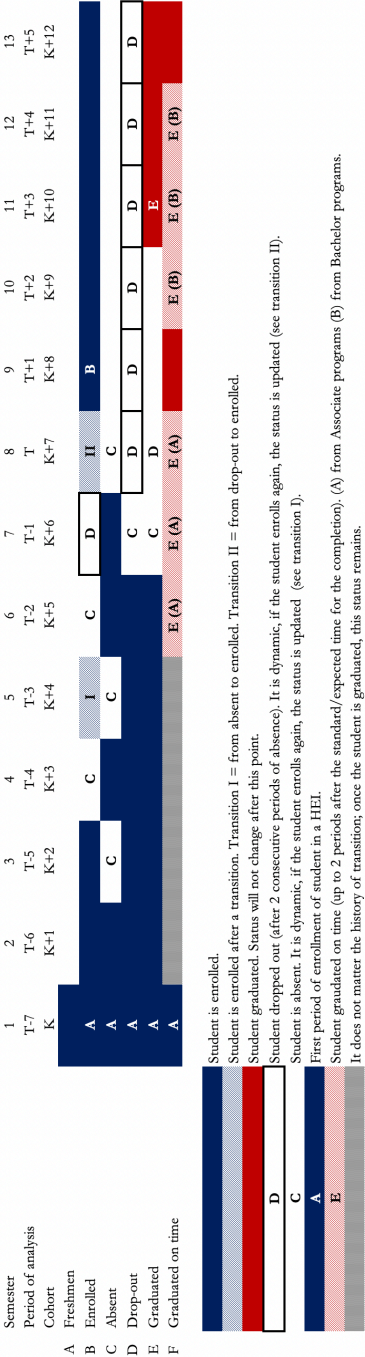 Semester 1 2 3 4 5 6 7 8 9 10 11 12 13
Period of analysis T-7 T-6 T-5 T-4 T-3 T-2 T-1 T T+1 T+2 T+3 T+4 T+5
Cohort K K+1 K+2 K+3 K+4 K+5 K+6 K+7 K+8 K+9 K+10 K+11 K+12
A Freshmen
B Enrolled A C I C D II B
C Absent A C C C
D Drop-out A C D D D D D D
E Graduated A C D E
F Graduated on time A E (A) E (A) E (A) E (B) E (B) E (B)
Student is enrolled.
Student is enrolled after a transition. Transition I = from absent to enrolled. Transition II = from drop-out to enrolled.
Student graduated. Status will not change after this point.
D Student dropped out (after 2 consecutive periods of absence). It is dynamic, if the student enrolls again, the status is updated (see transition II).
C Student is absent. It is dynamic, if the student enrolls again, the status is updated (see transition I).
A First period of enrollment of student in a HEI.
E Student graudated on time (up to 2 periods after the standard/expected time for the completion). (A) from Associate programs (B) from Bachelor programs.
It does not matter the history of transition; once the student is graduated, this status remains.